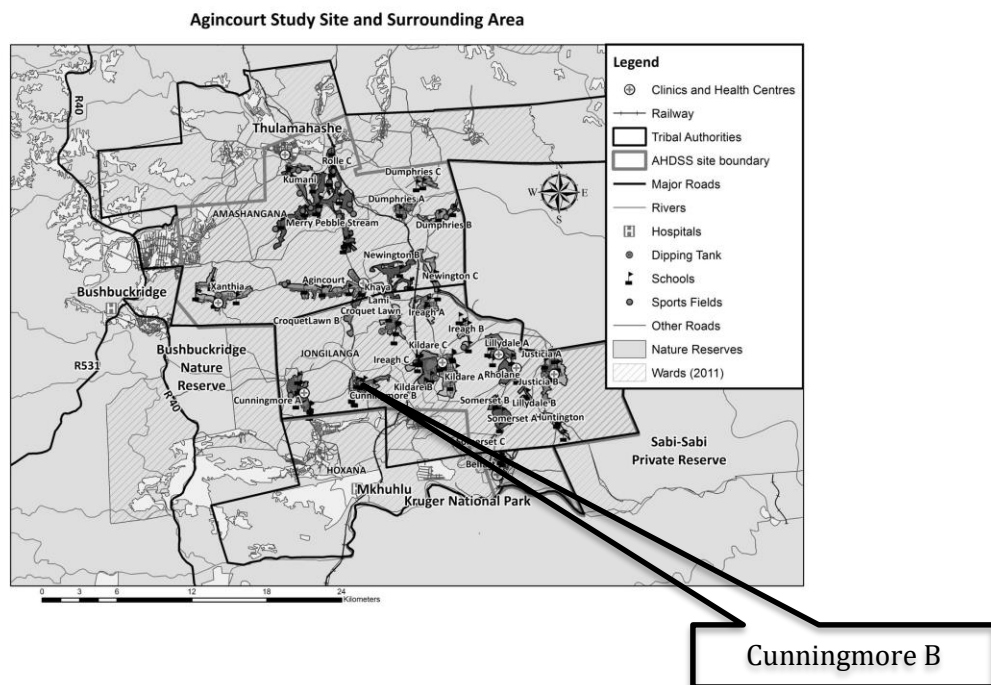 Agincourt Study Site and Surrounding Area
R40
Thulamahashe
Rolle C
Kumani
Dumphries C
AMASHANGANA
Dumphries A
Merry Pebble Stream
Dumphries B
Newington B
Newington C
Xanthia
Agincourt
Khaya
Lami
Bushbuckridge
H
Croquet Lawn
Ireagh A
CroquetLawn B
Ireagh B
Bushbuckridge
Nature
Reserve
JONGILANGA
Kildare C
Lillydale A
Justicia A
R531
Ireagh C
Kildare A
Rholane
Justicia B
R'40
Cunningmore A
Kildare B
Cunningmore B
Somerset B
Lillydale B
Somerset A
Huntington
Sabi-Sabi
Private Reserve
HOXANA
Mkhuhlu
Kruger National Park
N
W
E
S
Legend
Clinics and Health Centres
Railway
Tribal Authorities
AHDSS site boundary
Major Roads
Rivers
H Hospitals
Dipping Tank
Schools
Sports Fields
Other Roads
Nature Reserves
Wards (2011)
0 3 6 12 18 24
Kilometers
Cunningmore B